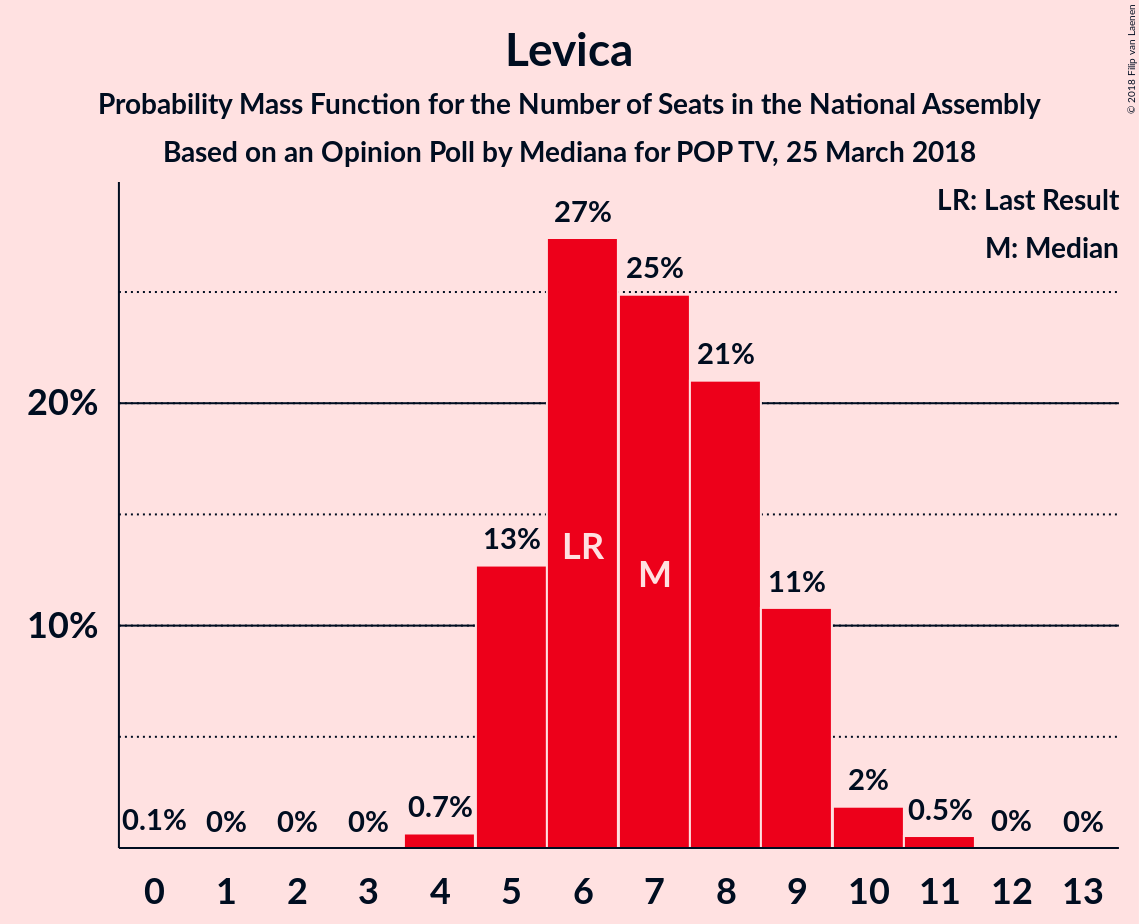 Levica
Probability Mass Function for the Number of Seats in the National Assembly
Based on an Opinion Poll by Mediana for POP TV, 25 March 2018
© 2018 Filip van Laenen
LR: Last Result
M: Median
27%
25%
21%
20%
13%
LR
M
11%
10%
2%
0.1%
0%
0%
0%
0.7%
0.5%
0%
0%
0 1 2 3 4 5 6 7 8 9 10 11 12 13